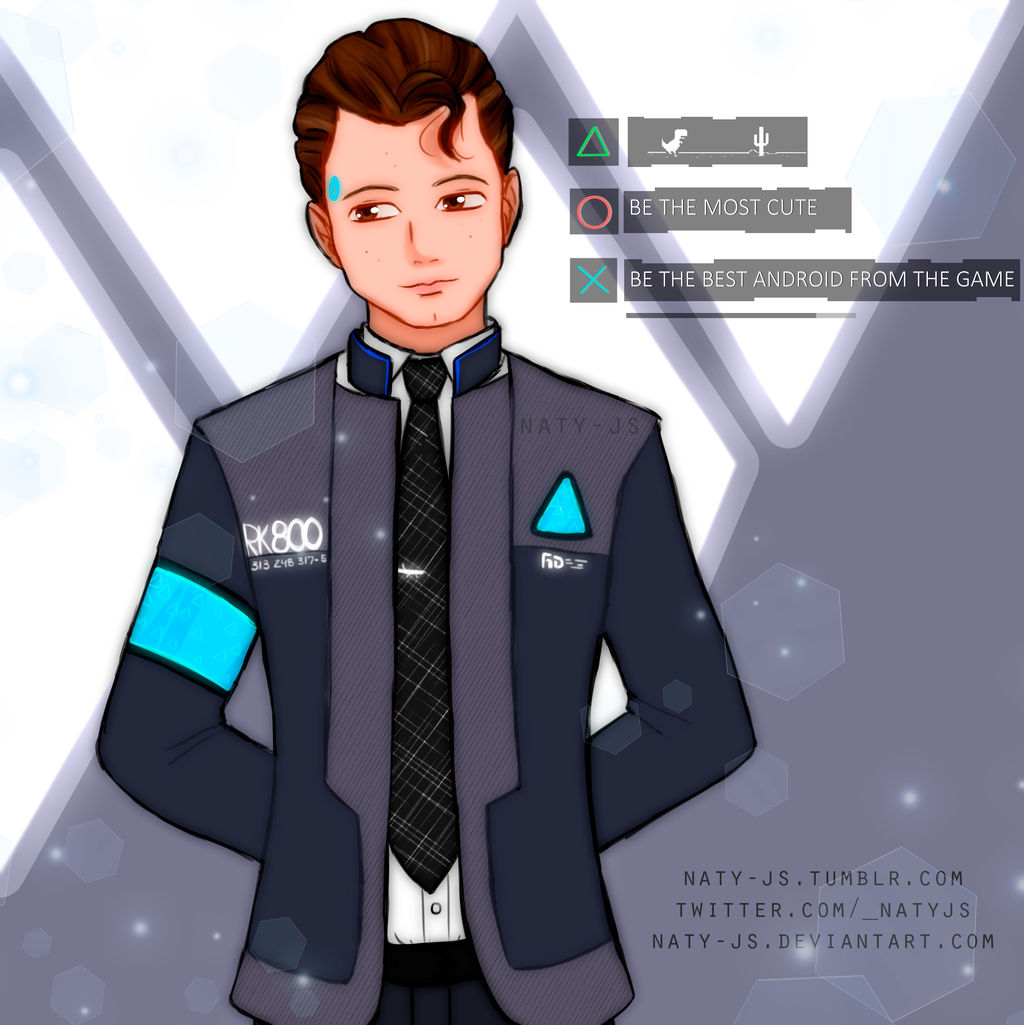 BE THE MOST CUTE
BE THE BEST ANDROID FROM THE GAME
NATY-JS
RK800
313 248 317-5
NATY-JS.TUMBLR.COM
TWITTER.COM/_NATYJS
NATY-JS.DEVIANTART.COM